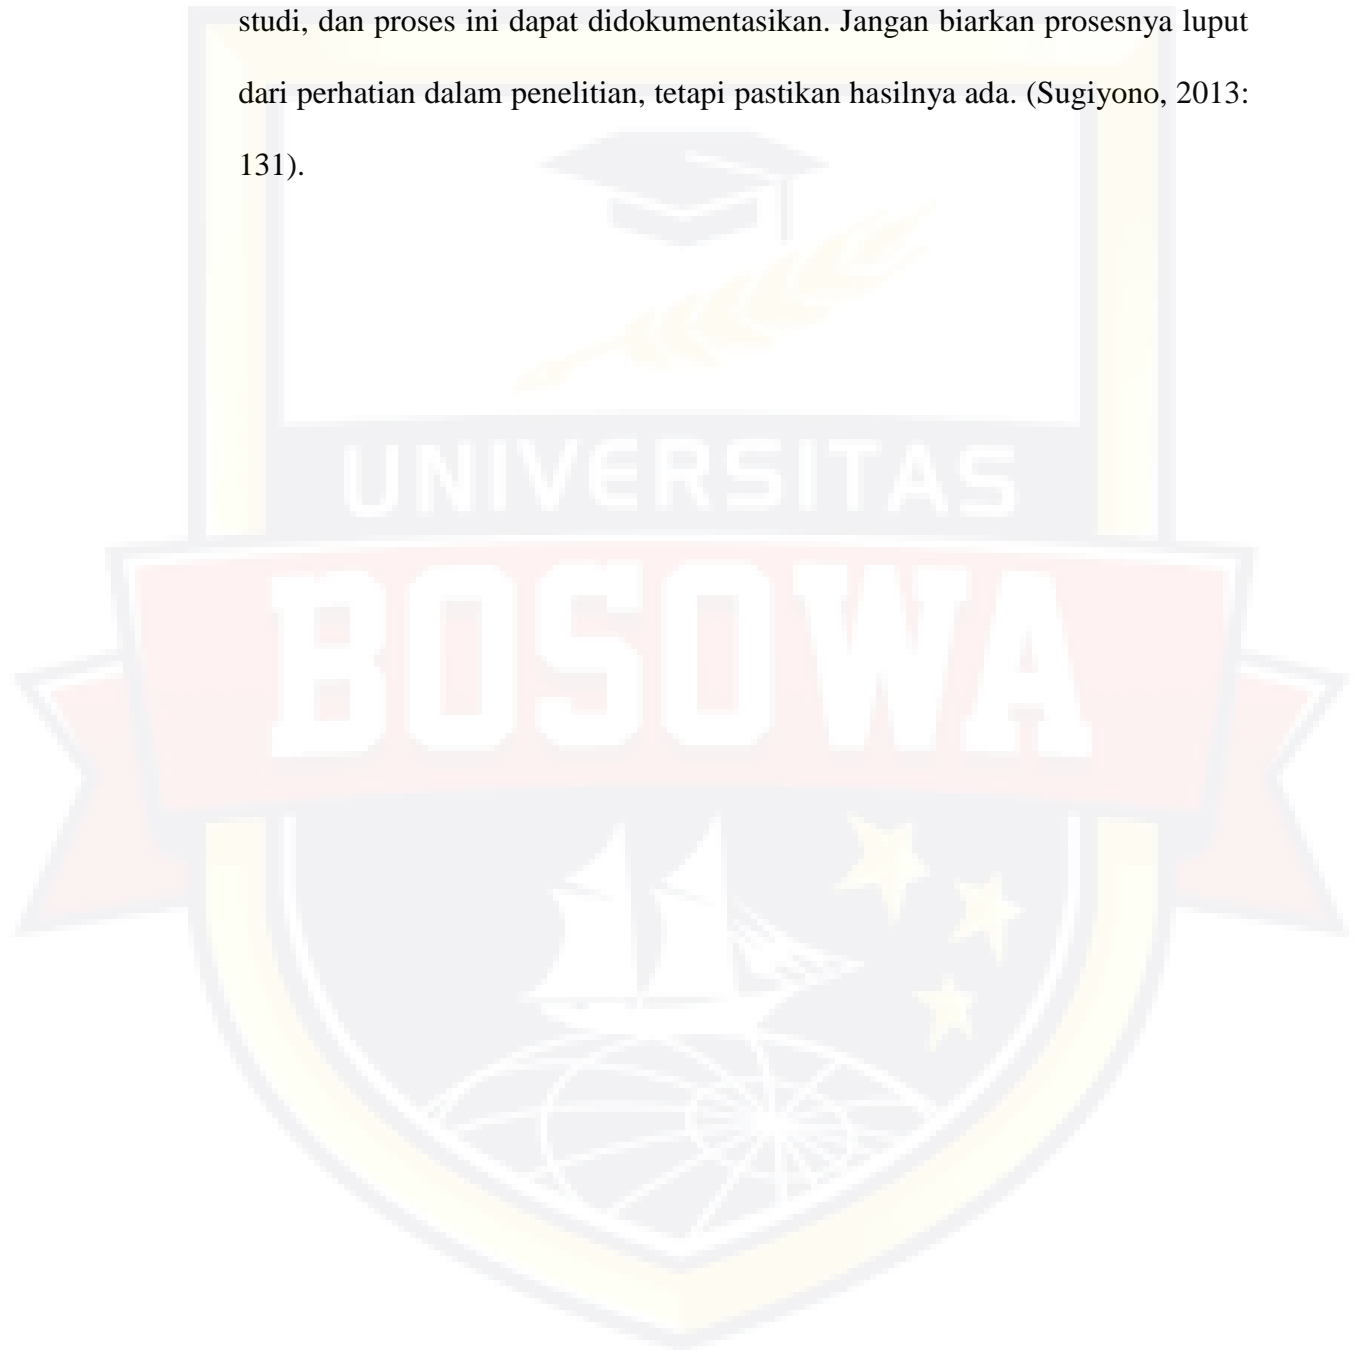 studi, dan proses ini dapat didokumentasikan. Jangan biarkan prosesnya luput
dari perhatian dalam penelitian, tetapi pastikan hasilnya ada. (Sugiyono, 2013:
131).
UNIVERSITAS
BOSOWA